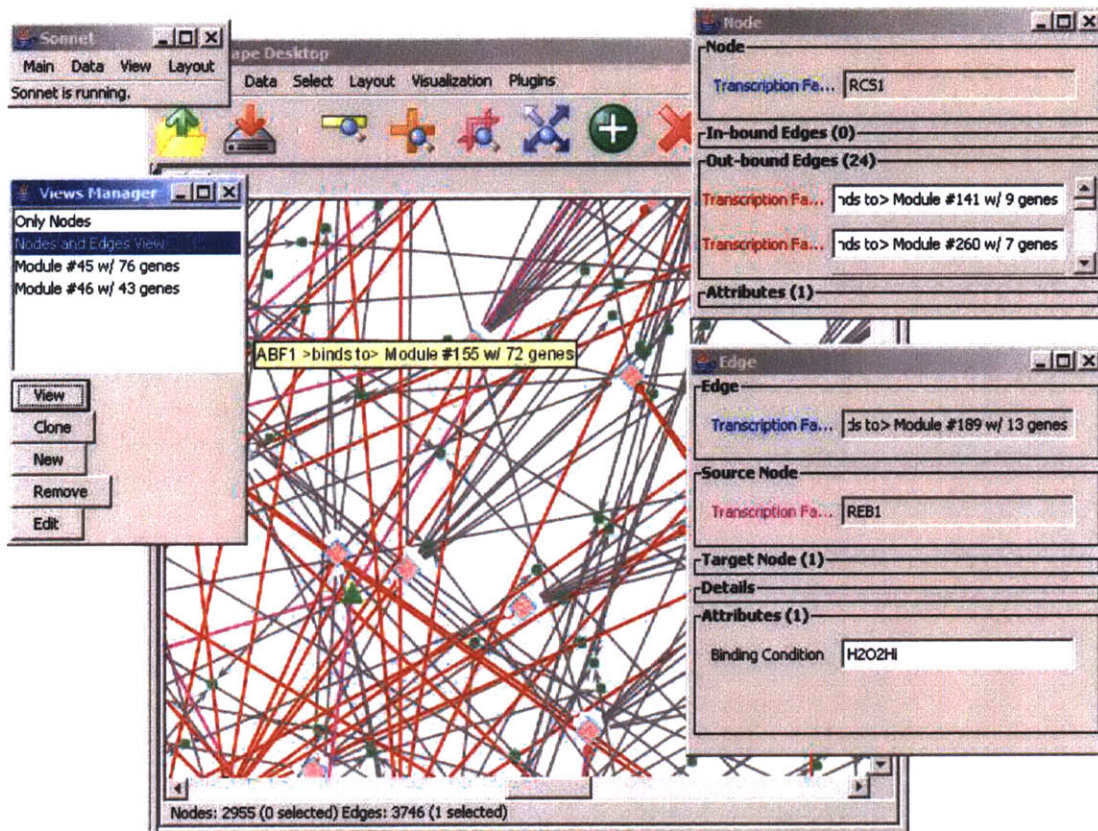 Sonnet
Main Data View Layout
Sonnet is running.
ape Desktop
Data Select Layout Visualization Plugins
Views Manager
Only Nodes
Nodes and Edges View
Module #45 w/ 76 genes
Module #46 w/ 43 genes
View
Clone
New
Remove
Edit
ABF1 >binds to> Module #155 w/ 72 genes
Nodes: 2955 (0 selected) Edges: 3746 (1 selected)
Node
Node
Transcription Fa... RCS1
In-bound Edges (0)
Out-bound Edges (24)
Transcription Fa... nds to> Module #141 w/ 9 genes
Transcription Fa... nds to> Module #260 w/ 7 genes
Attributes (1)
Edge
Edge
Transcription Fa... ds to> Module #189 w/ 13 genes
Source Node
Transcription Fa... REB1
Target Node (1)
Details
Attributes (1)
Binding Condition H2O2Hi